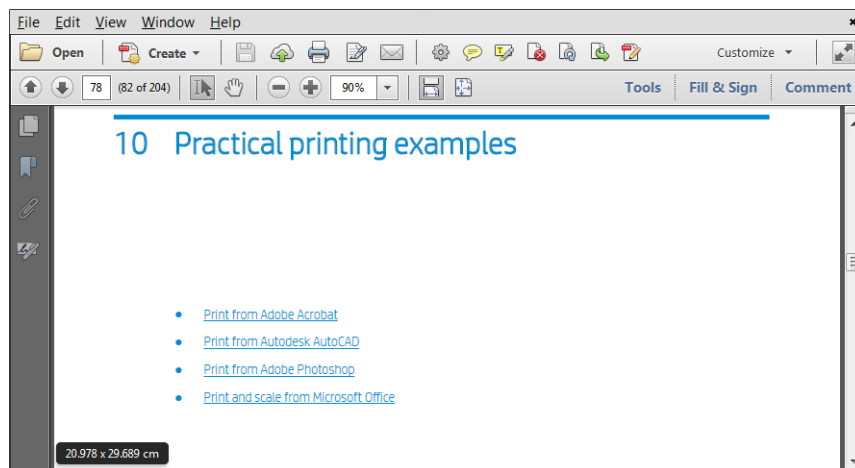 File Edit View Window Help
Open Create Customize
78 (82 of 204) 90% Tools Fill & Sign Comment
10 Practical printing examples
• Print from Adobe Acrobat
• Print from Autodesk AutoCAD
• Print from Adobe Photoshop
• Print and scale from Microsoft Office
20.978 x 29.689 cm